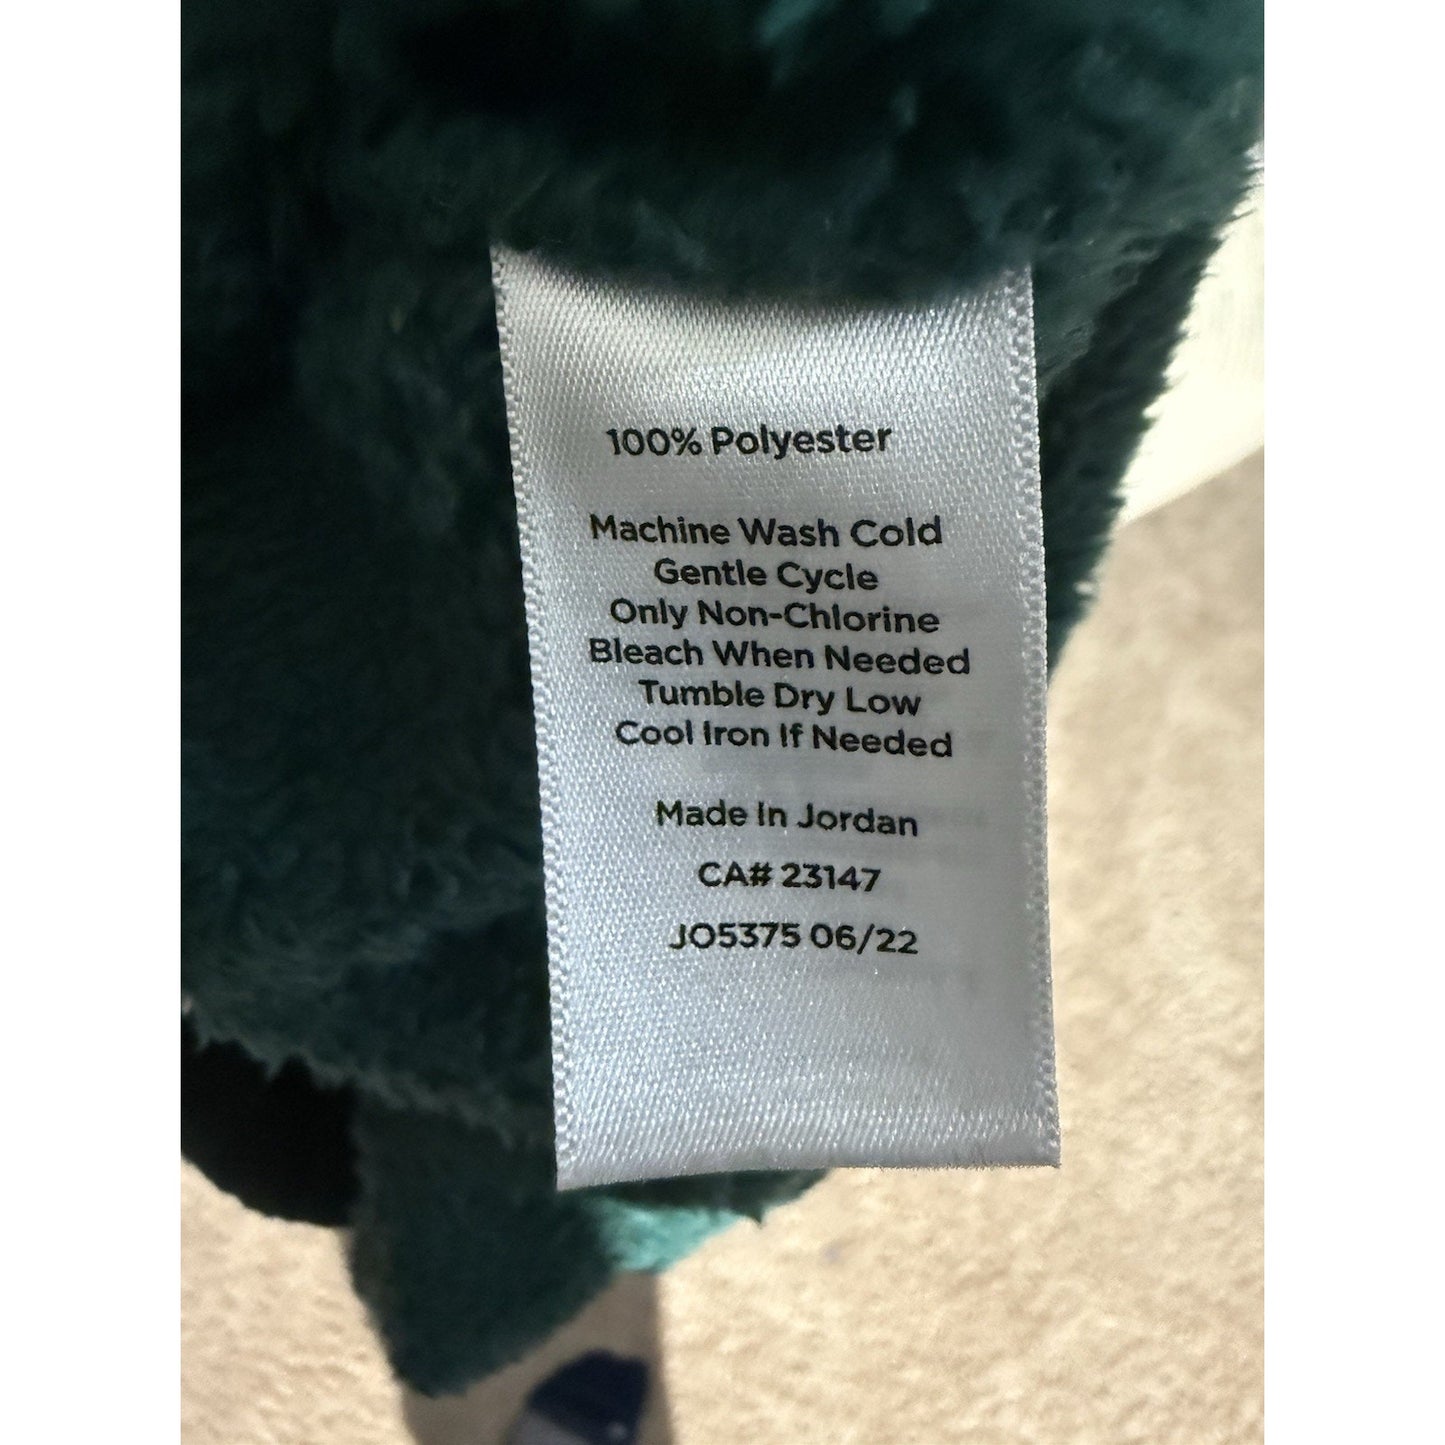 100% Polyester
Machine Wash Cold
Gentle Cycle
Only Non-Chlorine
Bleach When Needed
Tumble Dry Low
Cool Iron If Needed
Made In Jordan
CA# 23147
JO5375 06/22